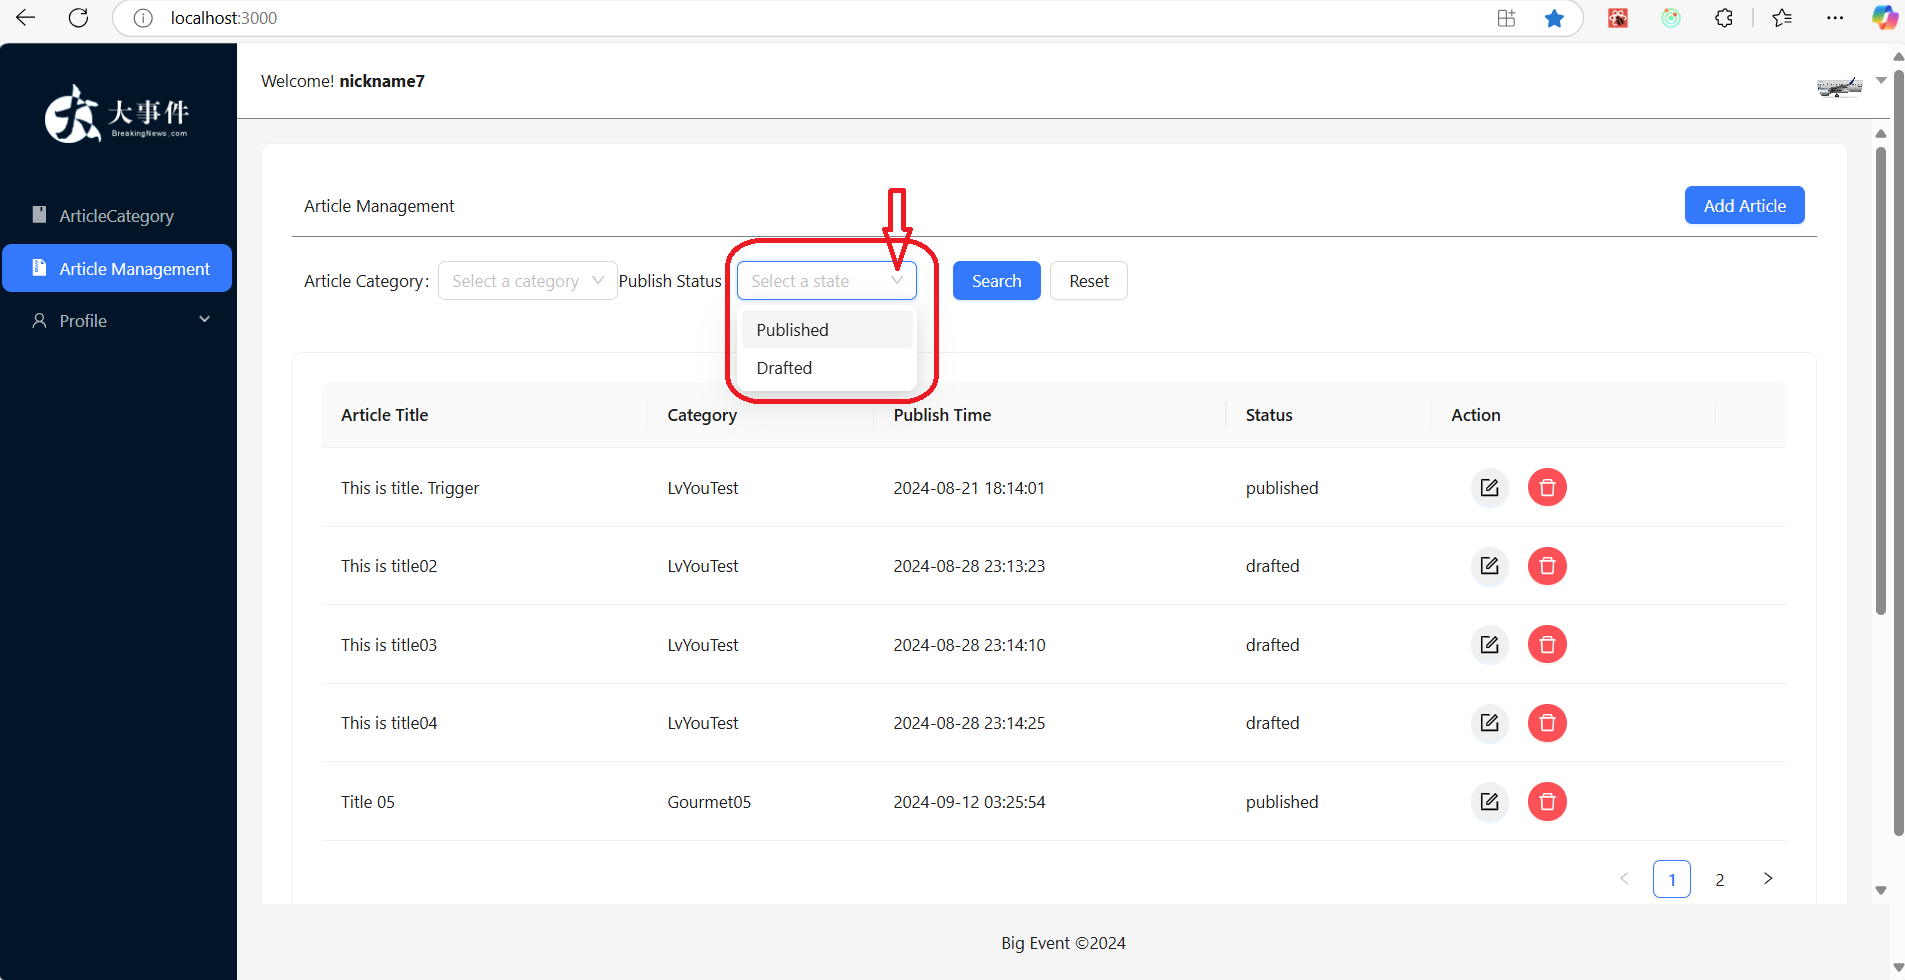 localhost:3000
大事件
BreakingNews.com
Welcome! nickname7
ArticleCategory
Article Management
Profile
Article Management
Add Article
Article Category: Select a category Publish Status Select a state Search Reset
Published
Drafted
Article Title Category Publish Time Status Action
This is title. Trigger LvYouTest 2024-08-21 18:14:01 published
This is title02 LvYouTest 2024-08-28 23:13:23 drafted
This is title03 LvYouTest 2024-08-28 23:14:10 drafted
This is title04 LvYouTest 2024-08-28 23:14:25 drafted
Title 05 Gourmet05 2024-09-12 03:25:54 published
1 2
Big Event ©2024